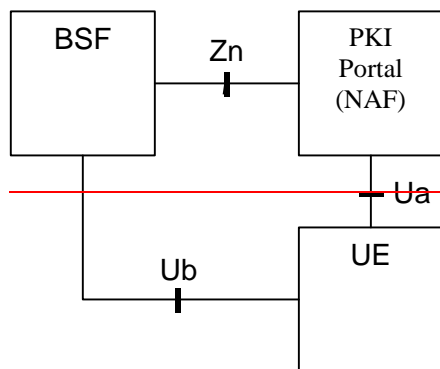 BSF
Zn
PKI
Portal
(NAF)
Ua
UE
Ub